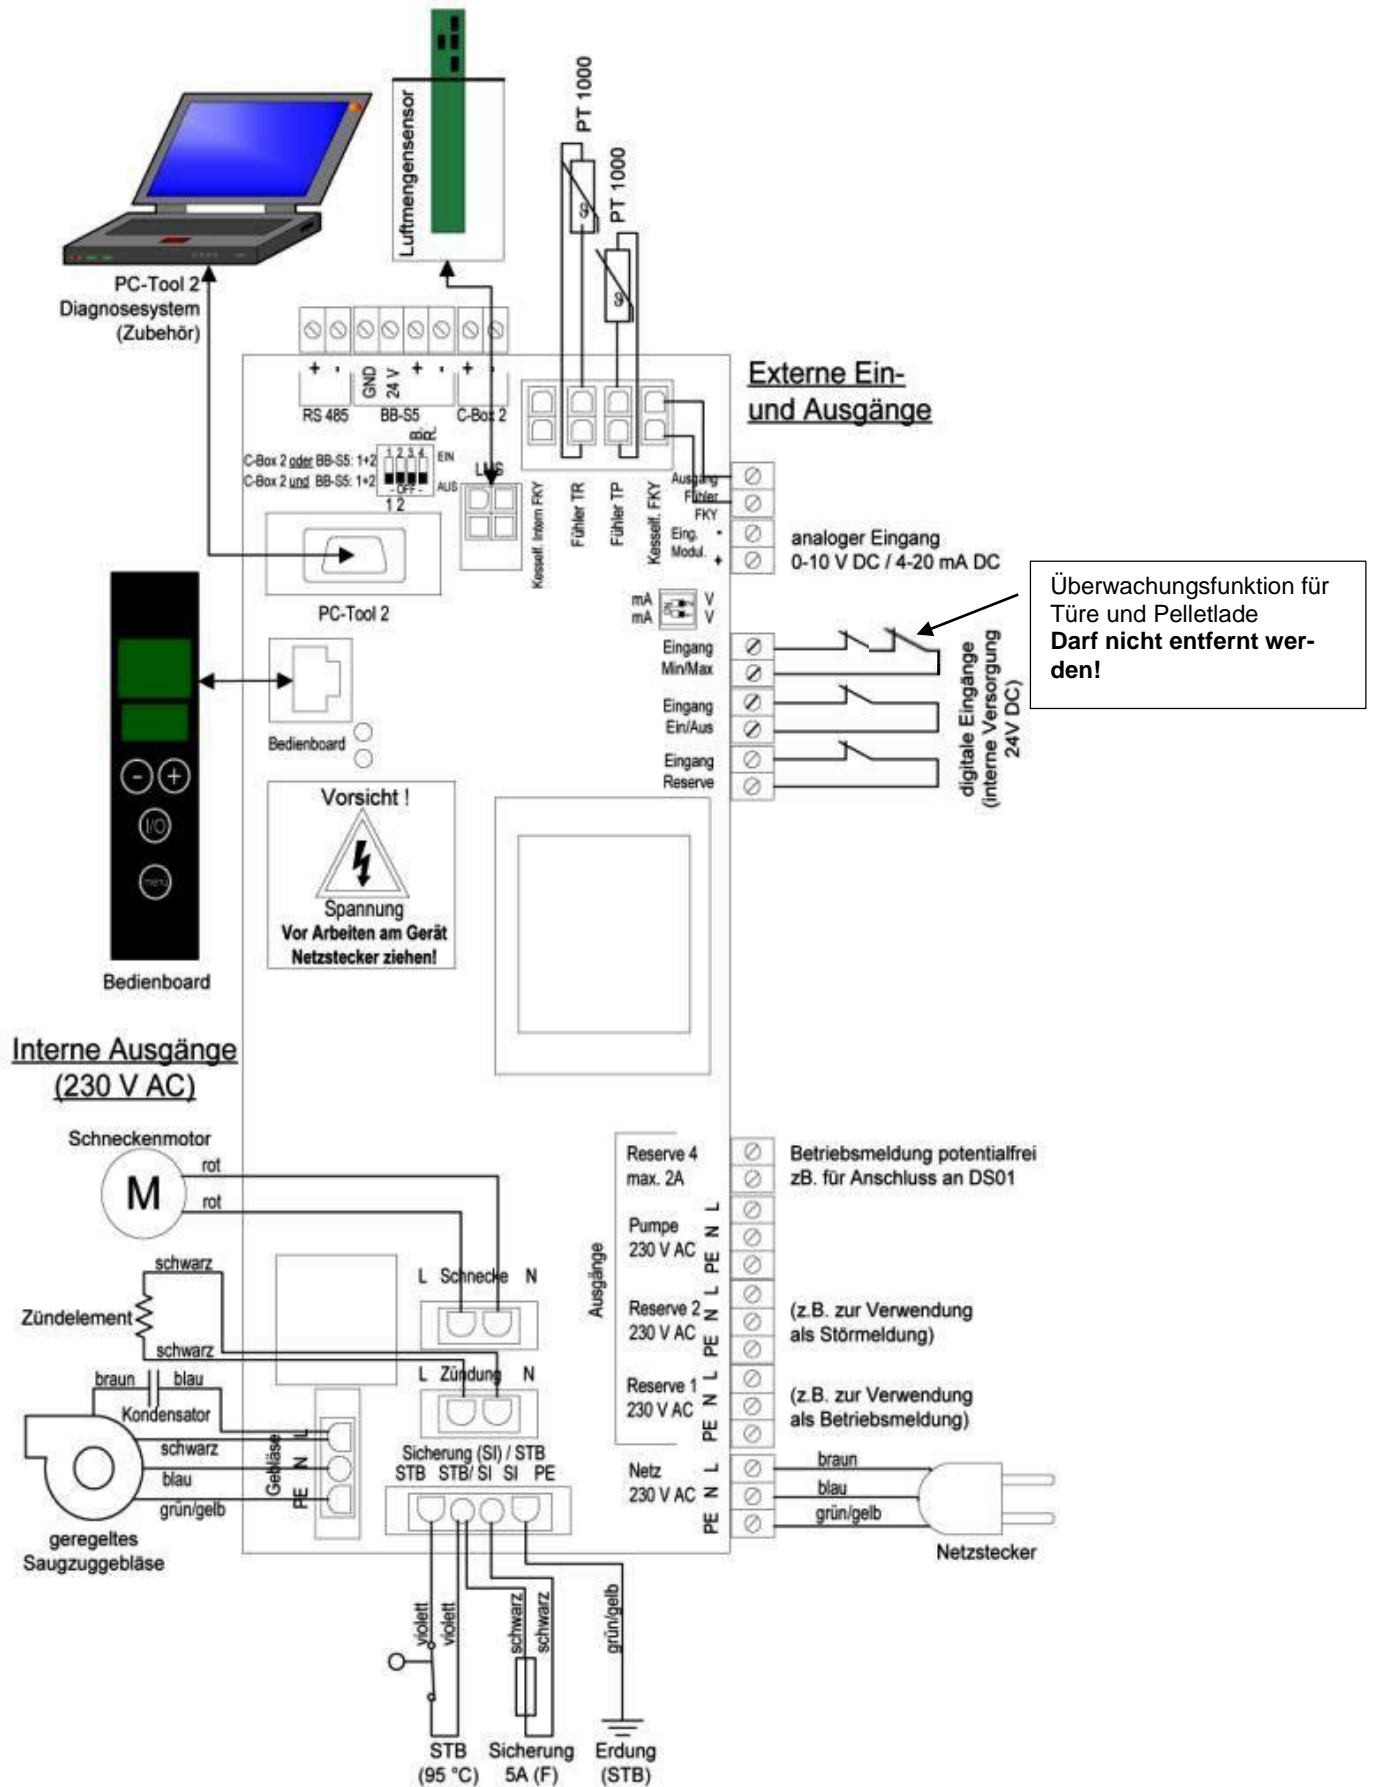 Luftmengensensor
PT 1000
PT 1000
PC-Tool 2
Diagnosesystem
(Zubehör)
+ - GND 24 V + - + -
RS 485 BB-S5 C-Box 2
Externe Ein-
und Ausgänge
C-Box 2 oder BB-S5: 1+2
C-Box 2 und BB-S5: 1+2
1 2 3 4
EIN
AUS
- OFF -
1 2
Kesself. Intern FKY
Fühler TR
Fühler TP
Kesself. FKY
Ausgang
Fühler
FKY
Eing. -
Modul. +
analoger Eingang
0-10 V DC / 4-20 mA DC
PC-Tool 2
mA V
mA V
Überwachungsfunktion für
Türe und Pelletlade
Darf nicht entfernt wer-
den!
Eingang
Min/Max
Eingang
Ein/Aus
Eingang
Reserve
digitale Eingänge
(interne Versorgung
24V DC)
Bedienboard
- +
I/O
menu
Bedienboard
Vorsicht !
Spannung
Vor Arbeiten am Gerät
Netzstecker ziehen!
Interne Ausgänge
(230 V AC)
Schneckenmotor
M
rot
rot
schwarz
Zündelement
schwarz
braun blau
Kondensator
schwarz
blau
grün/gelb
geregeltes
Saugzuggebläse
Gebläse
L
N
PE
L Schnecke N
L Zündung N
Sicherung (SI) / STB
STB STB/ SI SI PE
violett
violett
schwarz
schwarz
grün/gelb
STB
(95 °C)
Sicherung
5A (F)
Erdung
(STB)
Ausgänge
Reserve 4
max. 2A
Betriebsmeldung potentialfrei
zB. für Anschluss an DS01
Pumpe
230 V AC
PE N L
Reserve 2
230 V AC
PE N L
(z.B. zur Verwendung
als Störmeldung)
Reserve 1
230 V AC
PE N L
(z.B. zur Verwendung
als Betriebsmeldung)
Netz
230 V AC
PE N L
braun
blau
grün/gelb
Netzstecker